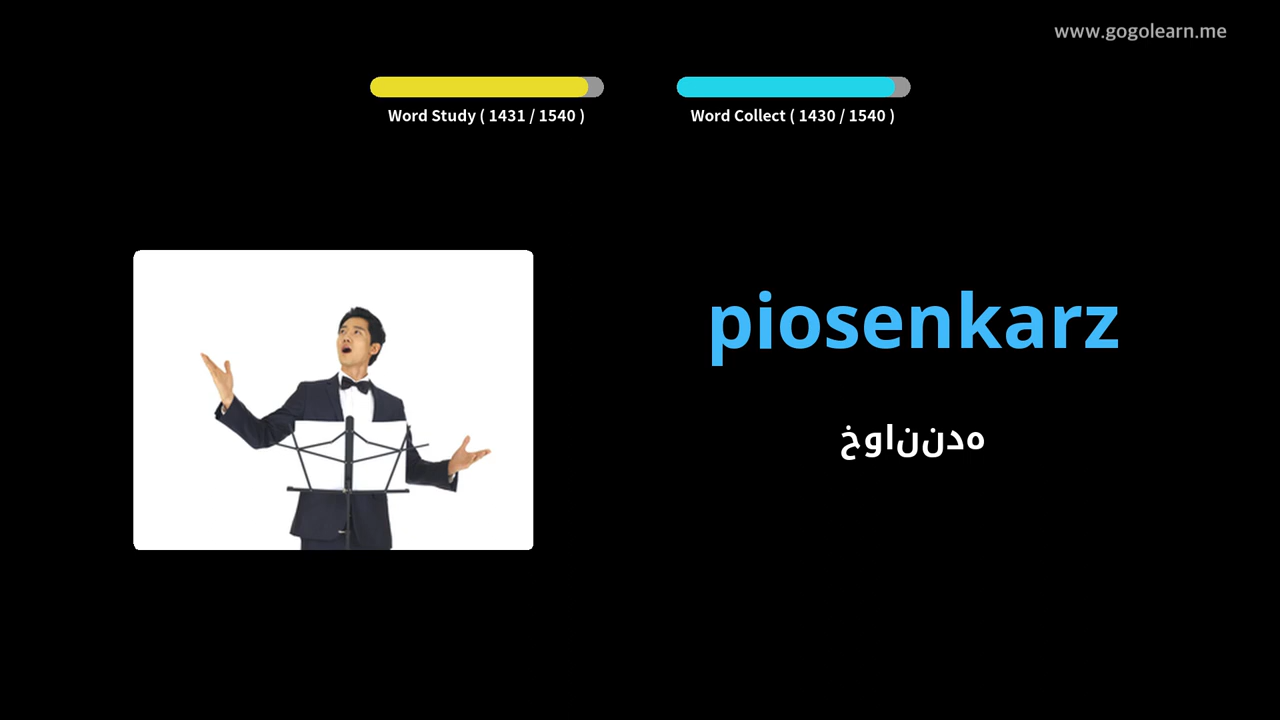 www.gogolearn.me
Word Study ( 1431 / 1540 )
Word Collect ( 1430 / 1540 )
piosenkarz
خواننده